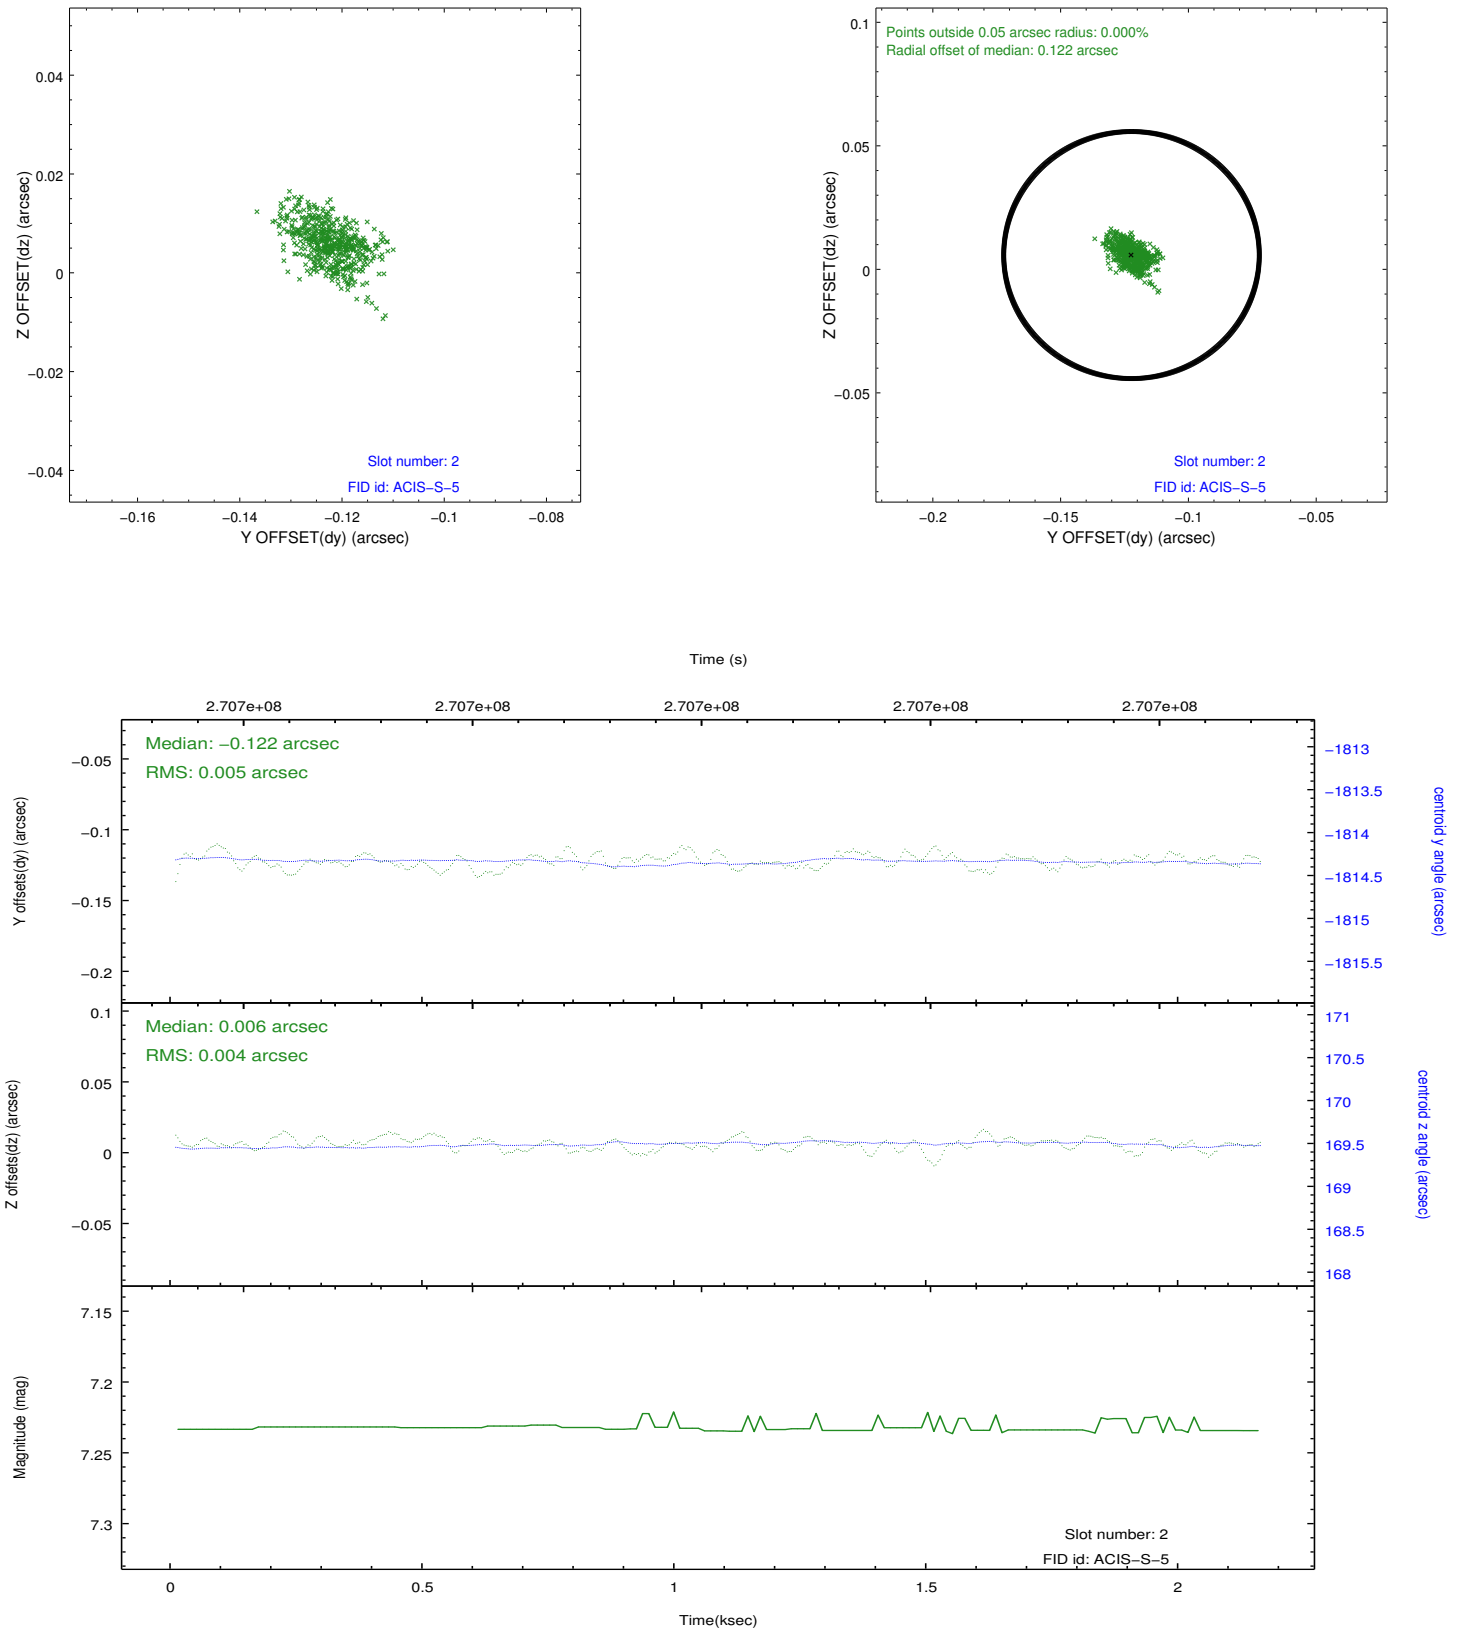 0.04
0.02
0
−0.02
−0.04
Z OFFSET(dz) (arcsec)
Slot number: 2
FID id: ACIS−S−5
−0.16
−0.14
−0.12
−0.1
−0.08
Y OFFSET(dy) (arcsec)
Points outside 0.05 arcsec radius: 0.000%
Radial offset of median: 0.122 arcsec
0.1
0.05
0
−0.05
Z OFFSET(dz) (arcsec)
Slot number: 2
FID id: ACIS−S−5
−0.2
−0.15
−0.1
−0.05
Y OFFSET(dy) (arcsec)
Time (s)
2.707e+08
2.707e+08
2.707e+08
2.707e+08
2.707e+08
Median: −0.122 arcsec
RMS: 0.005 arcsec
−0.05
−0.1
−0.15
−0.2
Y offsets(dy) (arcsec)
−1813
−1813.5
−1814
−1814.5
−1815
−1815.5
centroid y angle (arcsec)
Median: 0.006 arcsec
RMS: 0.004 arcsec
0.1
0.05
0
−0.05
Z offsets(dz) (arcsec)
171
170.5
170
169.5
169
168.5
168
centroid z angle (arcsec)
7.15
7.2
7.25
7.3
Magnitude (mag)
Slot number: 2
FID id: ACIS−S−5
0
0.5
1
1.5
2
Time(ksec)